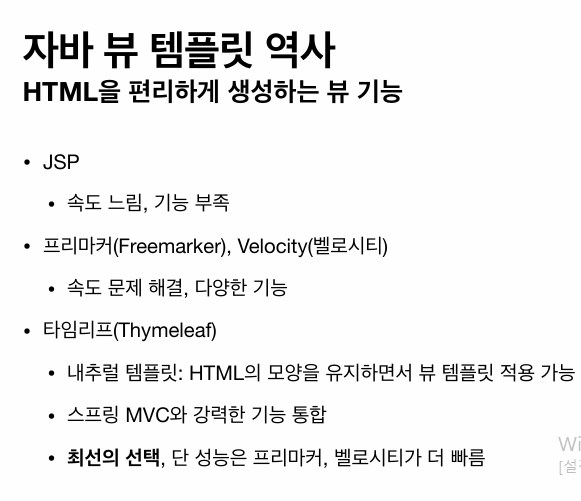 자바 뷰 템플릿 역사
HTML을 편리하게 생성하는 뷰 기능
• JSP
• 속도 느림, 기능 부족
• 프리마커(Freemarker), Velocity(벨로시티)
• 속도 문제 해결, 다양한 기능
• 타임리프(Thymeleaf)
• 내추럴 템플릿: HTML의 모양을 유지하면서 뷰 템플릿 적용 가능
• 스프링 MVC와 강력한 기능 통합
• 최선의 선택, 단 성능은 프리마커, 벨로시티가 더 빠름